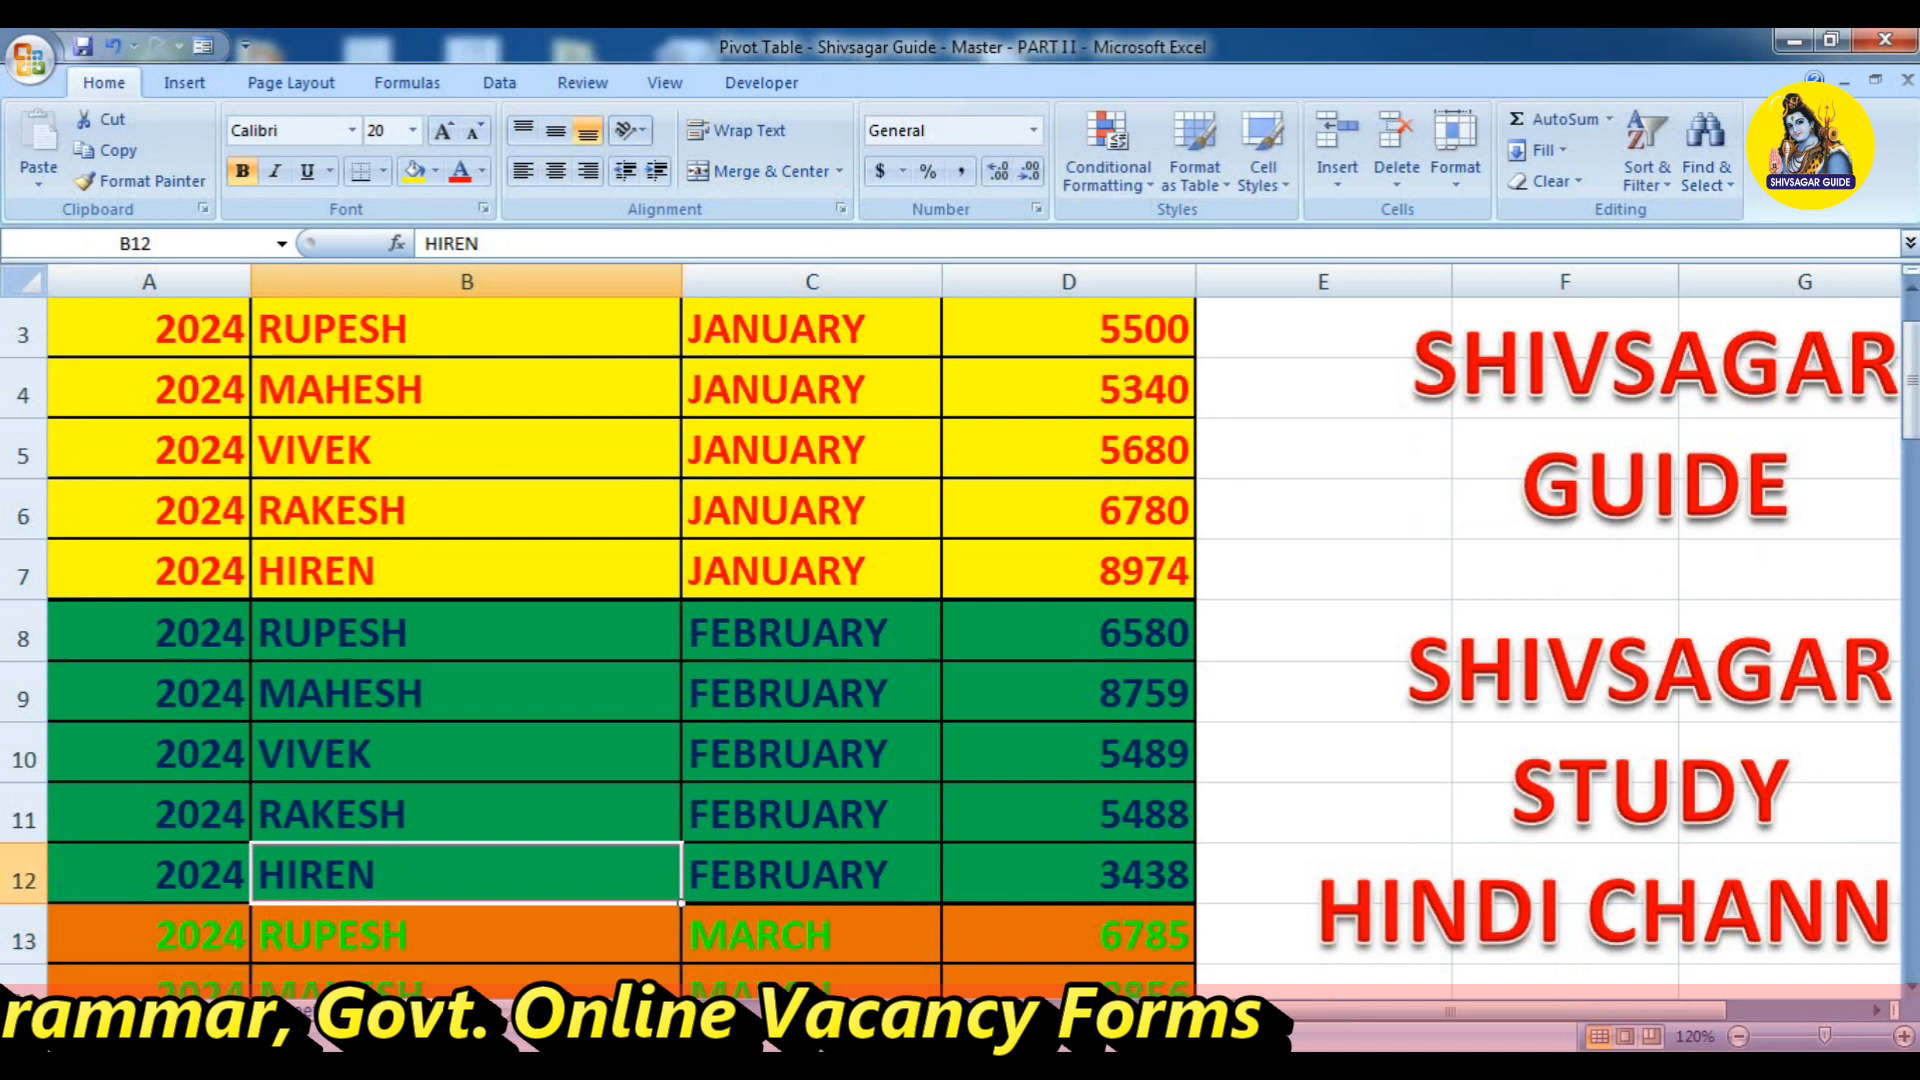 Pivot Table - Shivsagar Guide - Master - PART II - Microsoft Excel
Home Insert Page Layout Formulas Data Review View Developer
Paste Cut Copy Format Painter
Clipboard
Calibri 20
B I U
Font
Wrap Text
Merge & Center
Alignment
General
$ % ,
Number
Conditional Formatting
Format as Table
Cell Styles
Styles
Insert Delete Format
Cells
Σ AutoSum
Fill
Clear
Sort & Filter
Find & Select
Editing
SHIVSAGAR GUIDE
B12 fx HIREN
A B C D E F G
3 2024 RUPESH JANUARY 5500
4 2024 MAHESH JANUARY 5340
5 2024 VIVEK JANUARY 5680
6 2024 RAKESH JANUARY 6780
7 2024 HIREN JANUARY 8974
8 2024 RUPESH FEBRUARY 6580
9 2024 MAHESH FEBRUARY 8759
10 2024 VIVEK FEBRUARY 5489
11 2024 RAKESH FEBRUARY 5488
12 2024 HIREN FEBRUARY 3438
13 2024 RUPESH MARCH 6785
SHIVSAGAR
GUIDE
SHIVSAGAR
STUDY
HINDI CHANN
rammar, Govt. Online Vacancy Forms
120%